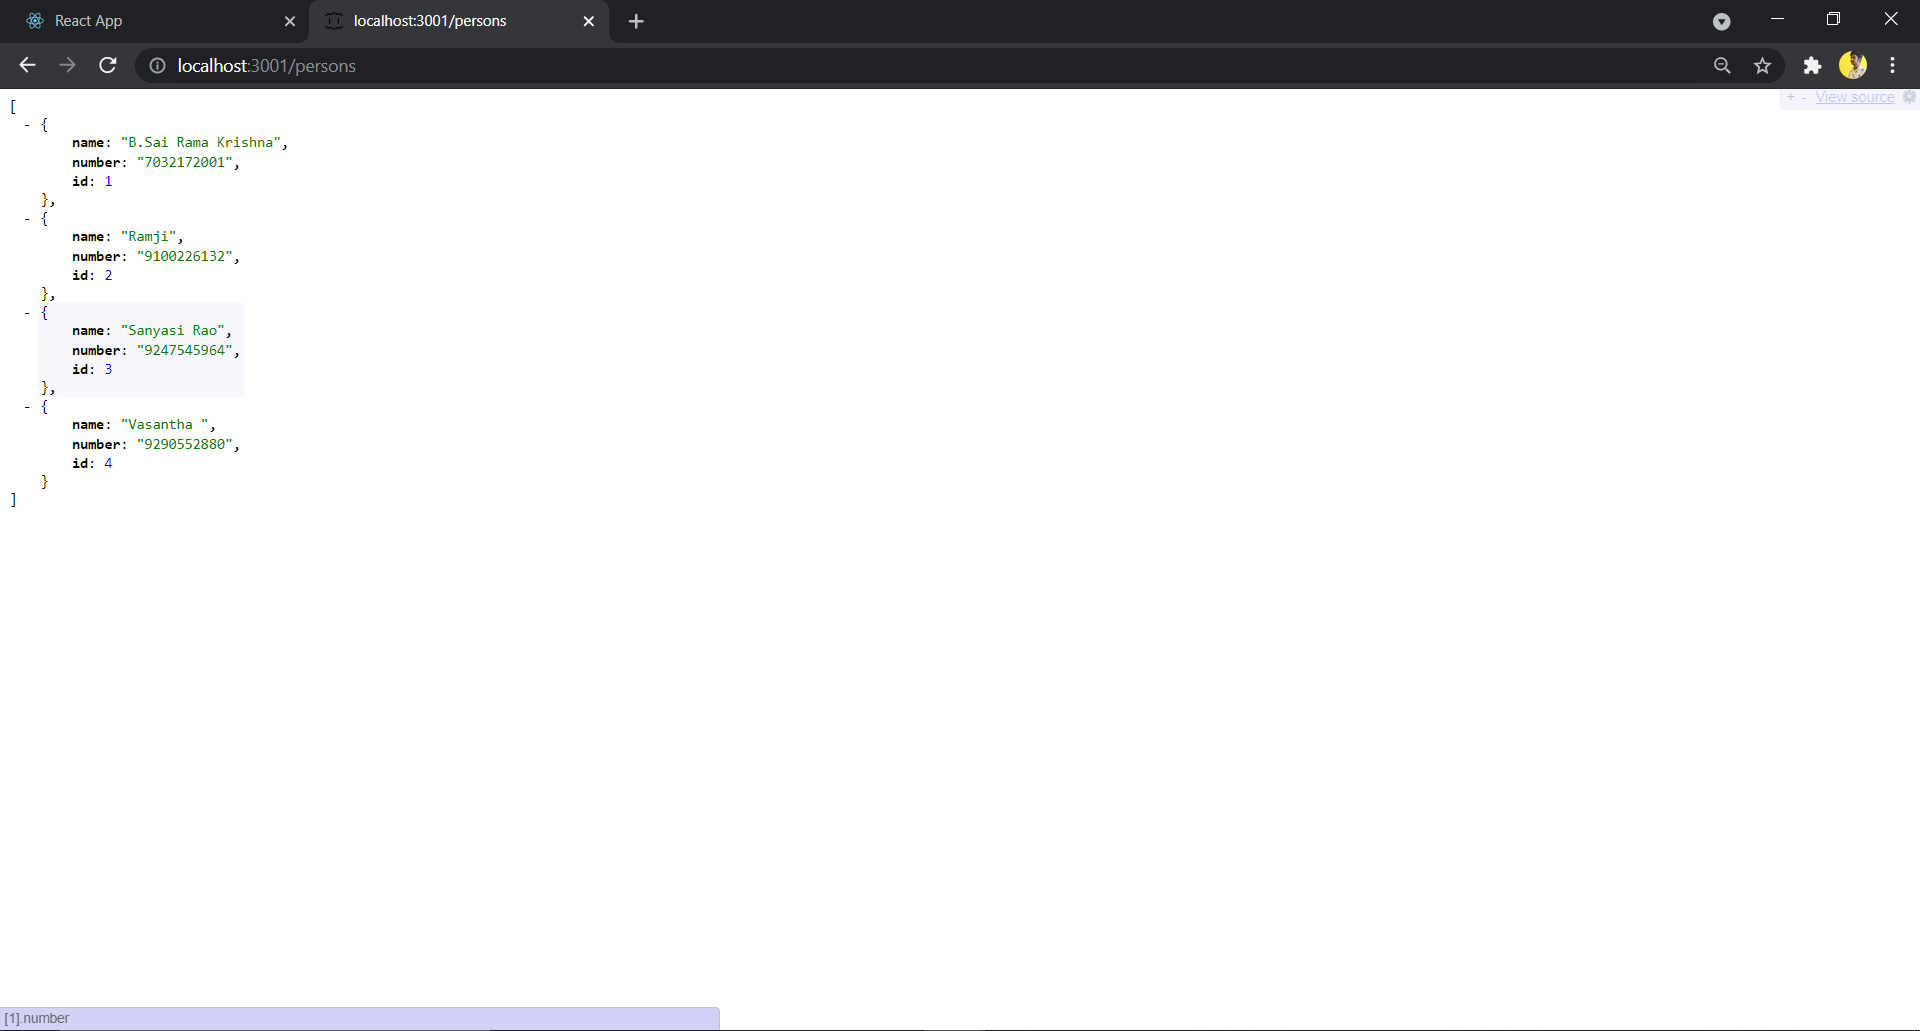 React App
localhost:3001/persons
localhost:3001/persons
+ - View source
[
- {
name: "B.Sai Rama Krishna",
number: "7032172001",
id: 1
},
- {
name: "Ramji",
number: "9100226132",
id: 2
},
- {
name: "Sanyasi Rao",
number: "9247545964",
id: 3
},
- {
name: "Vasantha ",
number: "9290552880",
id: 4
}
]
[1].number